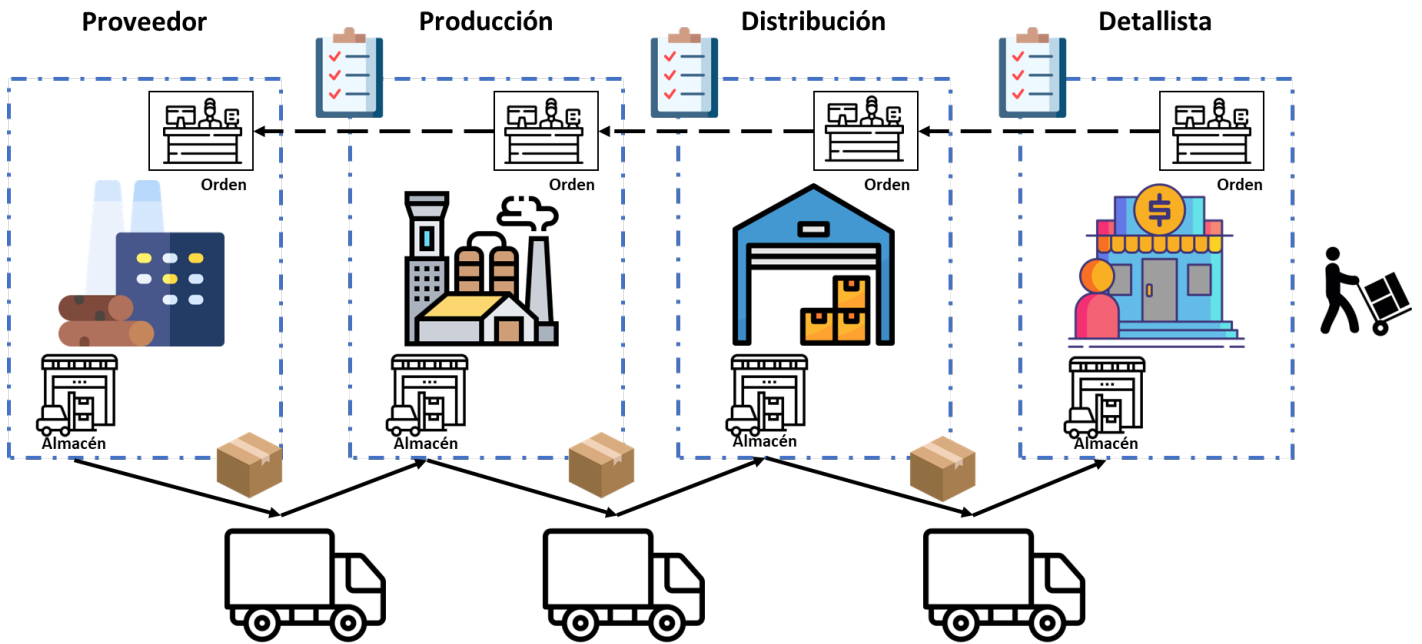 Proveedor
Producción
Distribución
Detallista
Orden
Orden
Orden
Orden
$
Almacén
Almacén
Almacén
Almacén